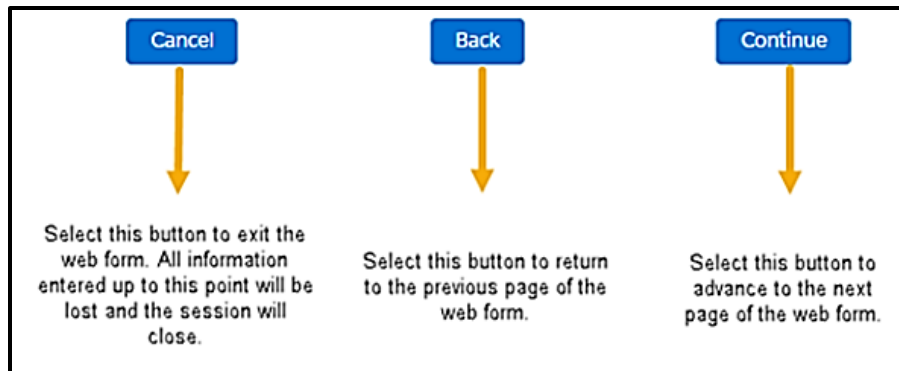 Cancel
Back
Continue
Select this button to exit the
web form. All information
entered up to this point will be
lost and the session will
close.
Select this button to return
to the previous page of the
web form.
Select this button to
advance to the next
page of the web form.